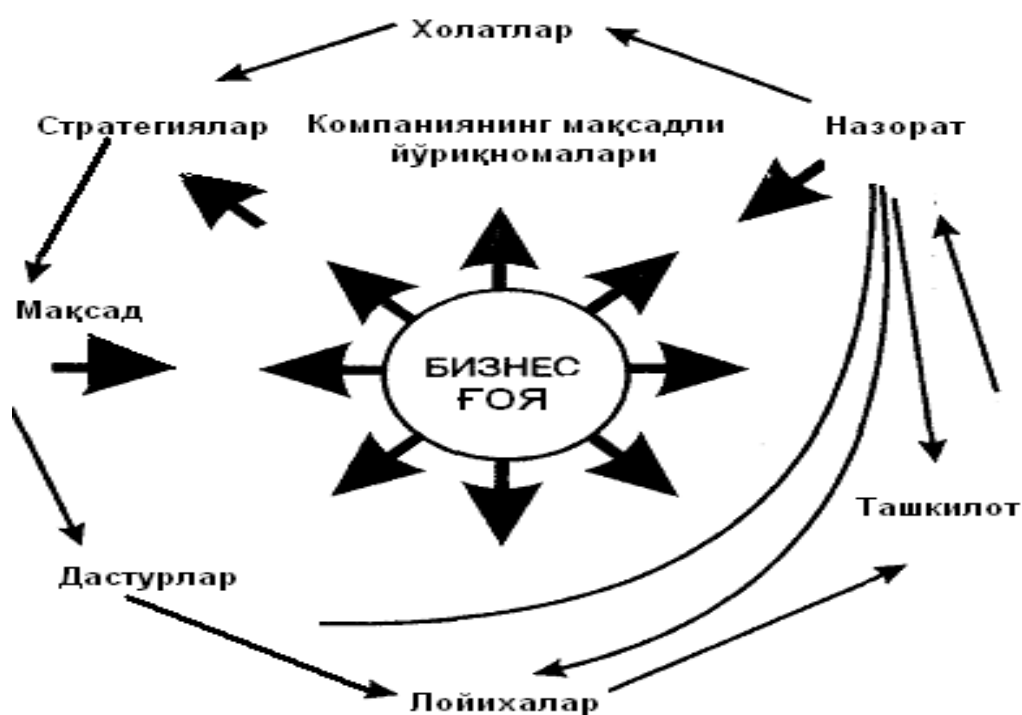 Холатлар
Стратегиялар
Компаниянинг мақсадли
йўриқномалари
Назорат
Мақсад
БИЗНЕС
ҒОЯ
Ташкилот
Дастурлар
Лойихалар